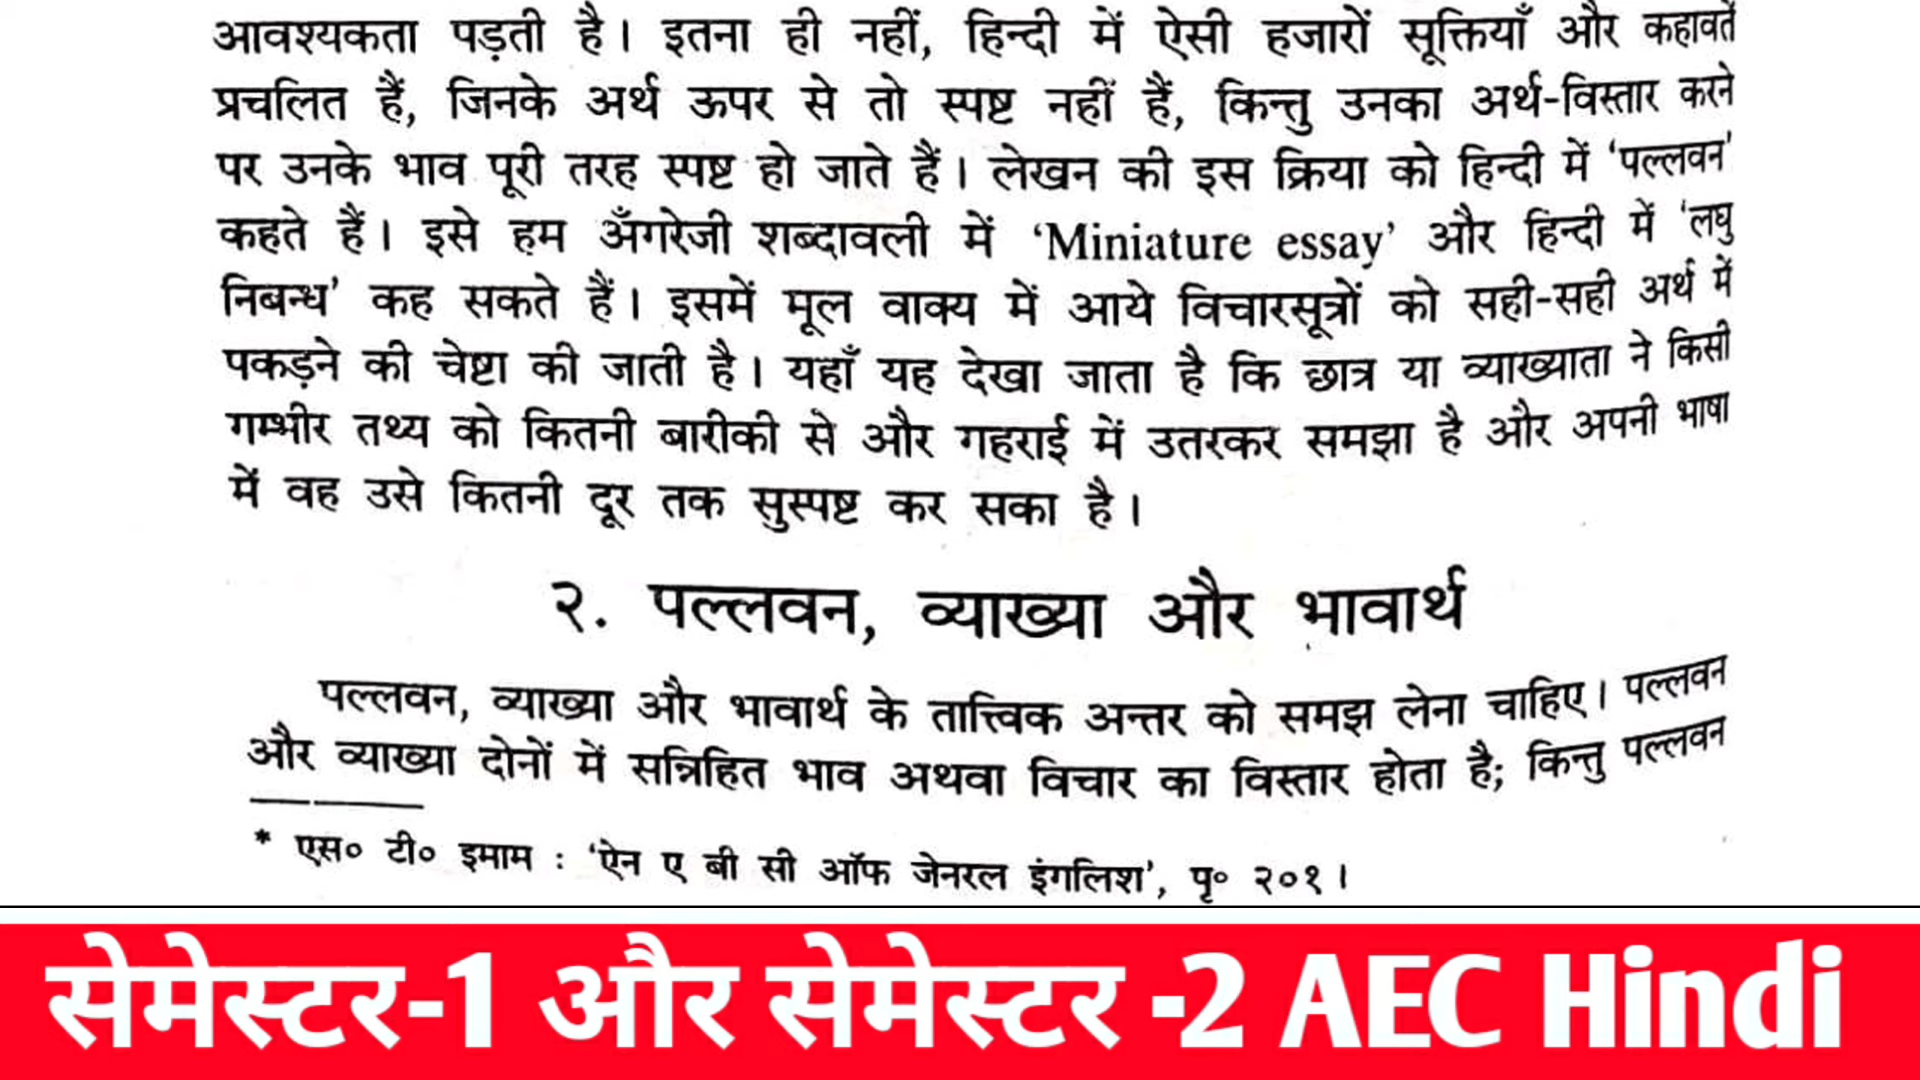 आवश्यकता पड़ती है। इतना ही नहीं, हिन्दी में ऐसी हजारों सूक्तियाँ और कहावतें
प्रचलित हैं, जिनके अर्थ ऊपर से तो स्पष्ट नहीं हैं, किन्तु उनका अर्थ-विस्तार करने
पर उनके भाव पूरी तरह स्पष्ट हो जाते हैं। लेखन की इस क्रिया को हिन्दी में ‘पल्लवन’
कहते हैं। इसे हम अँगरेजी शब्दावली में ‘Miniature essay’ और हिन्दी में ‘लघु
निबन्ध’ कह सकते हैं। इसमें मूल वाक्य में आये विचारसूत्रों को सही-सही अर्थ में
पकड़ने की चेष्टा की जाती है। यहाँ यह देखा जाता है कि छात्र या व्याख्याता ने किसी
गम्भीर तथ्य को कितनी बारीकी से और गहराई में उतरकर समझा है और अपनी भाषा
में वह उसे कितनी दूर तक सुस्पष्ट कर सका है।
२. पल्लवन, व्याख्या और भावार्थ
पल्लवन, व्याख्या और भावार्थ के तात्त्विक अन्तर को समझ लेना चाहिए। पल्लवन
और व्याख्या दोनों में सन्निहित भाव अथवा विचार का विस्तार होता है; किन्तु पल्लवन
* एस० टी० इमाम : ‘ऐन ए बी सी ऑफ जेनरल इंगलिश’, पृ० २०१।
सेमेस्टर-1 और सेमेस्टर -2 AEC Hindi